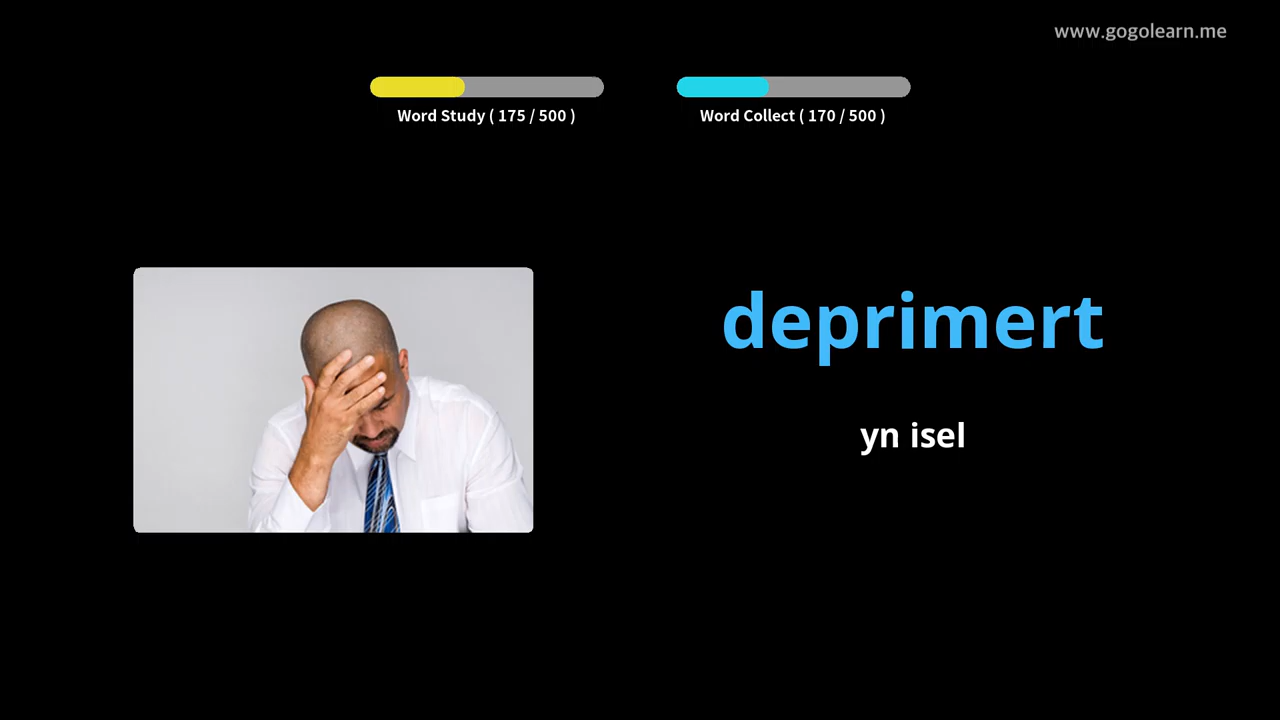 www.gogolearn.me
Word Study ( 175 / 500 )
Word Collect ( 170 / 500 )
deprimert
yn isel